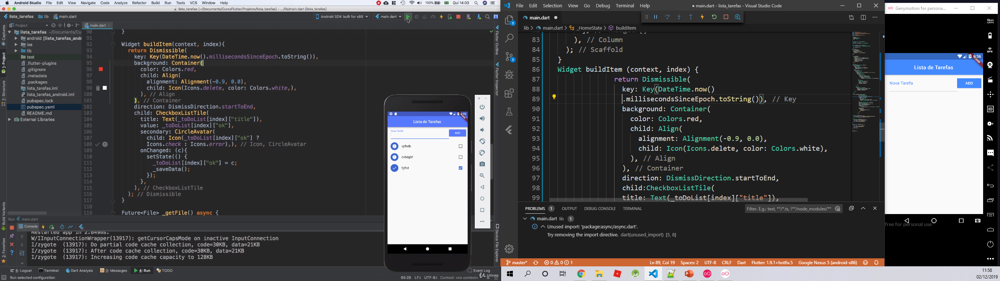 Android Studio File Edit View Navigate Code Analyze Refactor Build Run Tools VCS Window Help
100% Qui 14:03
lista_tarefas [~/Documents/CursoFlutter/Projetos/lista_tarefas] - .../lib/main.dart [lista_tarefas]
lista_tarefas lib main.dart
Android SDK built for x86 main.dart
Project
main.dart
Captures
1: Project
Z: Structure
Build Variants
2: Favorites
lista_tarefas ~/Documents/Cu
android [lista_tarefas_andr
ios
lib
test
.flutter-plugins
.gitignore
.metadata
.packages
lista_tarefas.iml
lista_tarefas_android.iml
pubspec.lock
pubspec.yaml
README.md
External Libraries
90 }
91
92 Widget buildItem(context, index){
93 return Dismissible(
94 key: Key(DateTime.now().millisecondsSinceEpoch.toString()),
95 background: Container(
96 color: Colors.red,
97 child: Align(
98 alignment: Alignment(-0.9, 0.0),
99 child: Icon(Icons.delete, color: Colors.white,),
100 ), // Align
101 ), // Container
102 direction: DismissDirection.startToEnd,
103 child: CheckboxListTile(
104 title: Text(_toDoList[index]["title"]),
105 value: _toDoList[index]["ok"],
106 secondary: CircleAvatar(
107 child: Icon(_toDoList[index]["ok"] ?
108 Icons.check : Icons.error),), // Icon, CircleAvatar
109 onChanged: (c){
110 setState(() {
111 _toDoList[index]["ok"] = c;
112 _saveData();
113 });
114 },
115 ), // CheckboxListTile
116 ); // Dismissible
117 }
118
119 Future<File> _getFile() async {
Flutter Outline
Flutter Inspector
Device File Explorer
Run main.dart
Console
Restarted app in 2.849ms.
W/IInputConnectionWrapper(13917): getCursorCapsMode on inactive InputConnection
I/zygote (13917): Do partial code cache collection, code=30KB, data=21KB
I/zygote (13917): After code cache collection, code=30KB, data=21KB
I/zygote (13917): Increasing code cache capacity to 128KB
6: Logcat Terminal Dart Analysis 0: Messages 4: Run TODO
Event Log
Run selected configuration
95:29 LF÷ UTF-8÷ Context: <no context>
Udemy
3:03
Lista de Tarefas
Nova Tarefa
ADD
sjifbdb
dvbdgbf
fgfhd
File Edit Selection View Go Debug Terminal Help
● main.dart - lista_tarefas - Visual Studio Code
main.dart ●
lib > main.dart > _HomeState > buildItem
83 ), // Column
84 ); // Scaffold
85 }
86 Widget buildItem (context, index) {
87 return Dismissible(
88 key: Key(DateTime.now()
89 .millisecondsSinceEpoch.toString()), // Key
90 background: Container(
91 color: Colors.red,
92 child: Align(
93 alignment: Alignment(-0.9, 0.0),
94 child: Icon(Icons.delete, color: Colors.white),
95 ), // Align
96 ), // Container
97 direction: DismissDirection.startToEnd,
98 child:CheckboxListTile(
99 title: Text(_toDoList[index]["title"]),
1
1
PROBLEMS 1 OUTPUT DEBUG CONSOLE TERMINAL
Filter. E.g.: text, **/*.ts, !**/node_modules/**
main.dart lib 1
Unused import: 'package:async/async.dart'.
Try removing the import directive. dart(unused_import) [5, 8]
master* 0 0 1
Ln 89, Col 19 Spaces: 2 UTF-8 CRLF Dart Flutter: 1.9.1+hotfix.5 Google Nexus 5 (android-x86)
Genymotion for persona...
OPEN GAPPS
GPS
ID
8:58
DEBUG
Lista de Tarefas
Nova Tarefa
ADD
free for personal use
11:58
02/12/2019